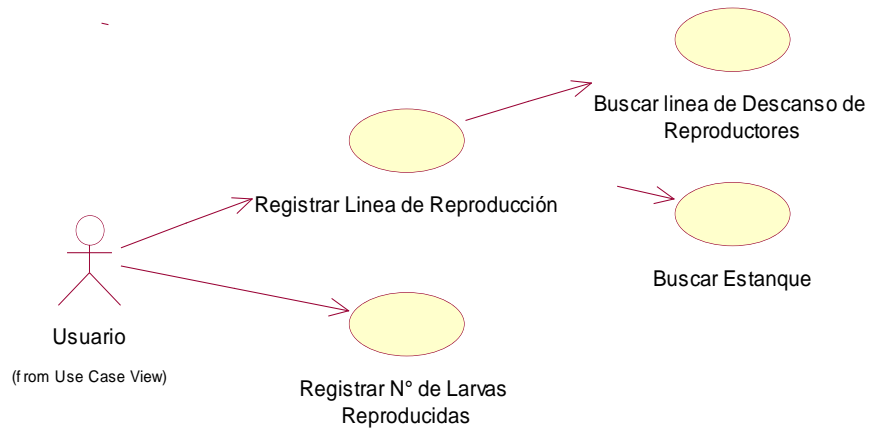 Buscar linea de Descanso de
Reproductores
Registrar Linea de Reproducción
Buscar Estanque
Usuario
(from Use Case View)
Registrar N° de Larvas
Reproducidas